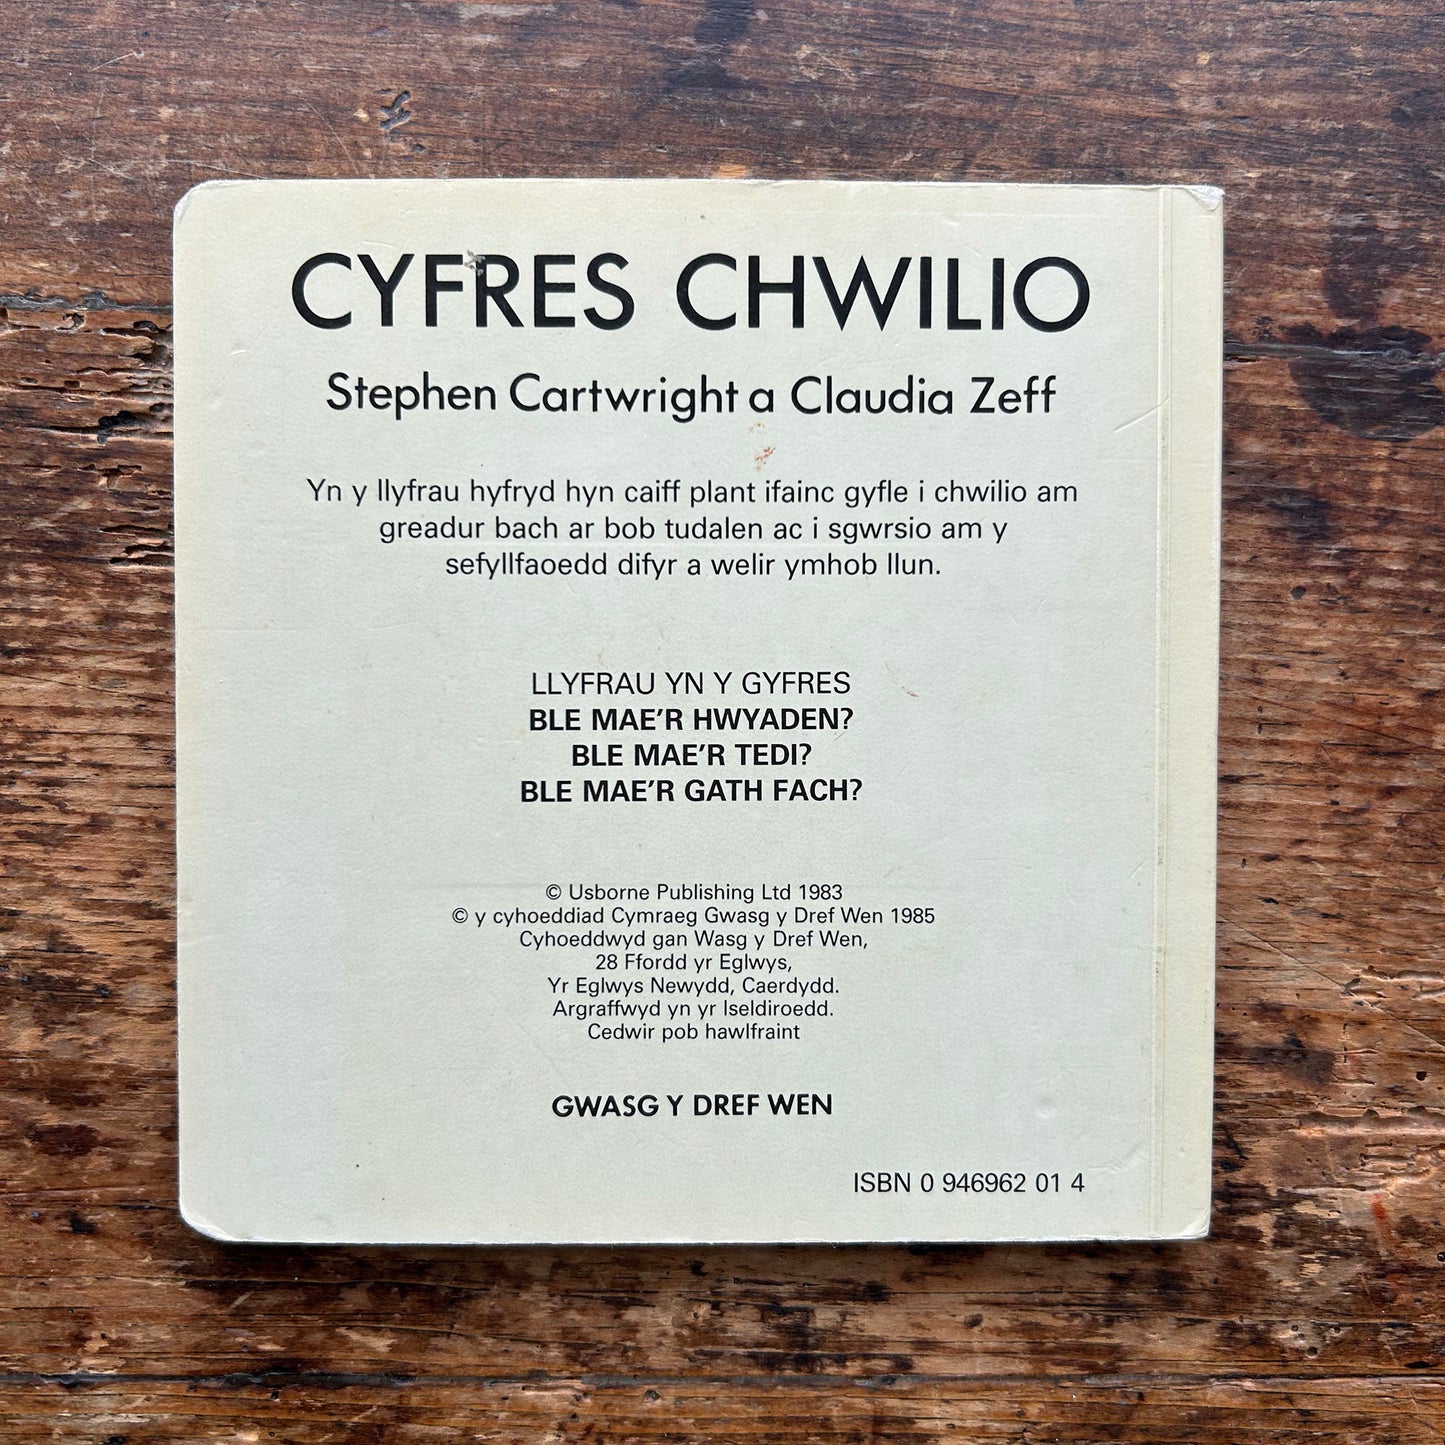 CYFRES CHWILIO
Stephen Cartwright a Claudia Zeff
Yn y llyfrau hyfryd hyn caiff plant ifainc gyfle i chwilio am
greadur bach ar bob tudalen ac i sgwrsio am y
sefyllfaoedd difyr a welir ymhob llun.
LLYFRAU YN Y GYFRES
BLE MAE'R HWYADEN?
BLE MAE'R TEDI?
BLE MAE'R GATH FACH?
© Usborne Publishing Ltd 1983
© y cyhoeddiad Cymraeg Gwasg y Dref Wen 1985
Cyhoeddwyd gan Wasg y Dref Wen,
28 Ffordd yr Eglwys,
Yr Eglwys Newydd, Caerdydd.
Argraffwyd yn yr Iseldiroedd.
Cedwir pob hawlfraint
GWASG Y DREF WEN
ISBN 0 946962 01 4